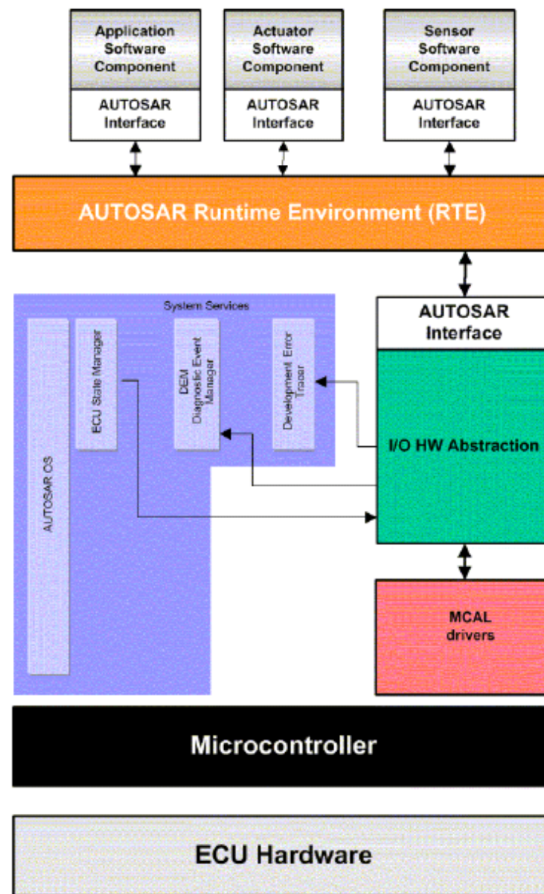 Application
Software
Component
AUTOSAR
Interface
Actuator
Software
Component
AUTOSAR
Interface
Sensor
Software
Component
AUTOSAR
Interface
AUTOSAR Runtime Environment (RTE)
System Services
AUTOSAR OS
ECU State Manager
DEM
Diagnostic Event
Manager
Development Error
Tracer
AUTOSAR
Interface
I/O HW Abstraction
MCAL
drivers
Microcontroller
ECU Hardware